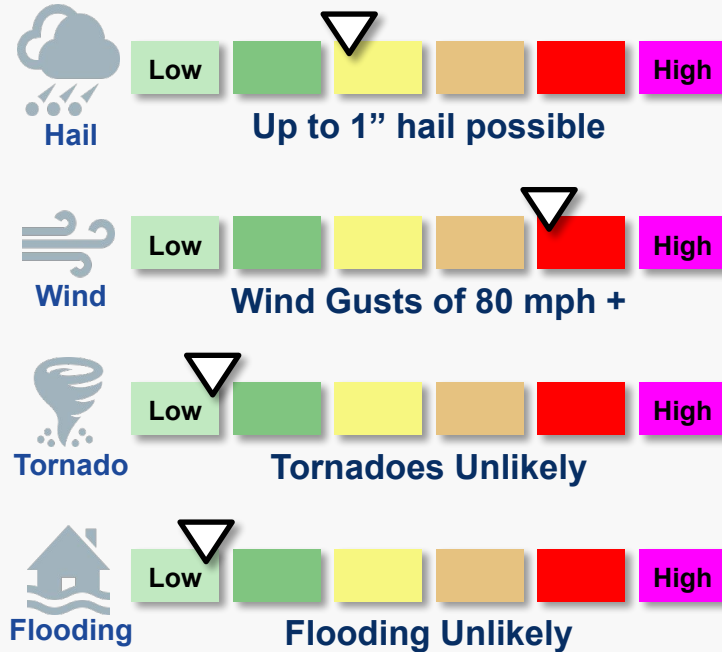 Low High
Hail
Up to 1” hail possible
Low High
Wind
Wind Gusts of 80 mph +
Low High
Tornado
Tornadoes Unlikely
Low High
Flooding
Flooding Unlikely